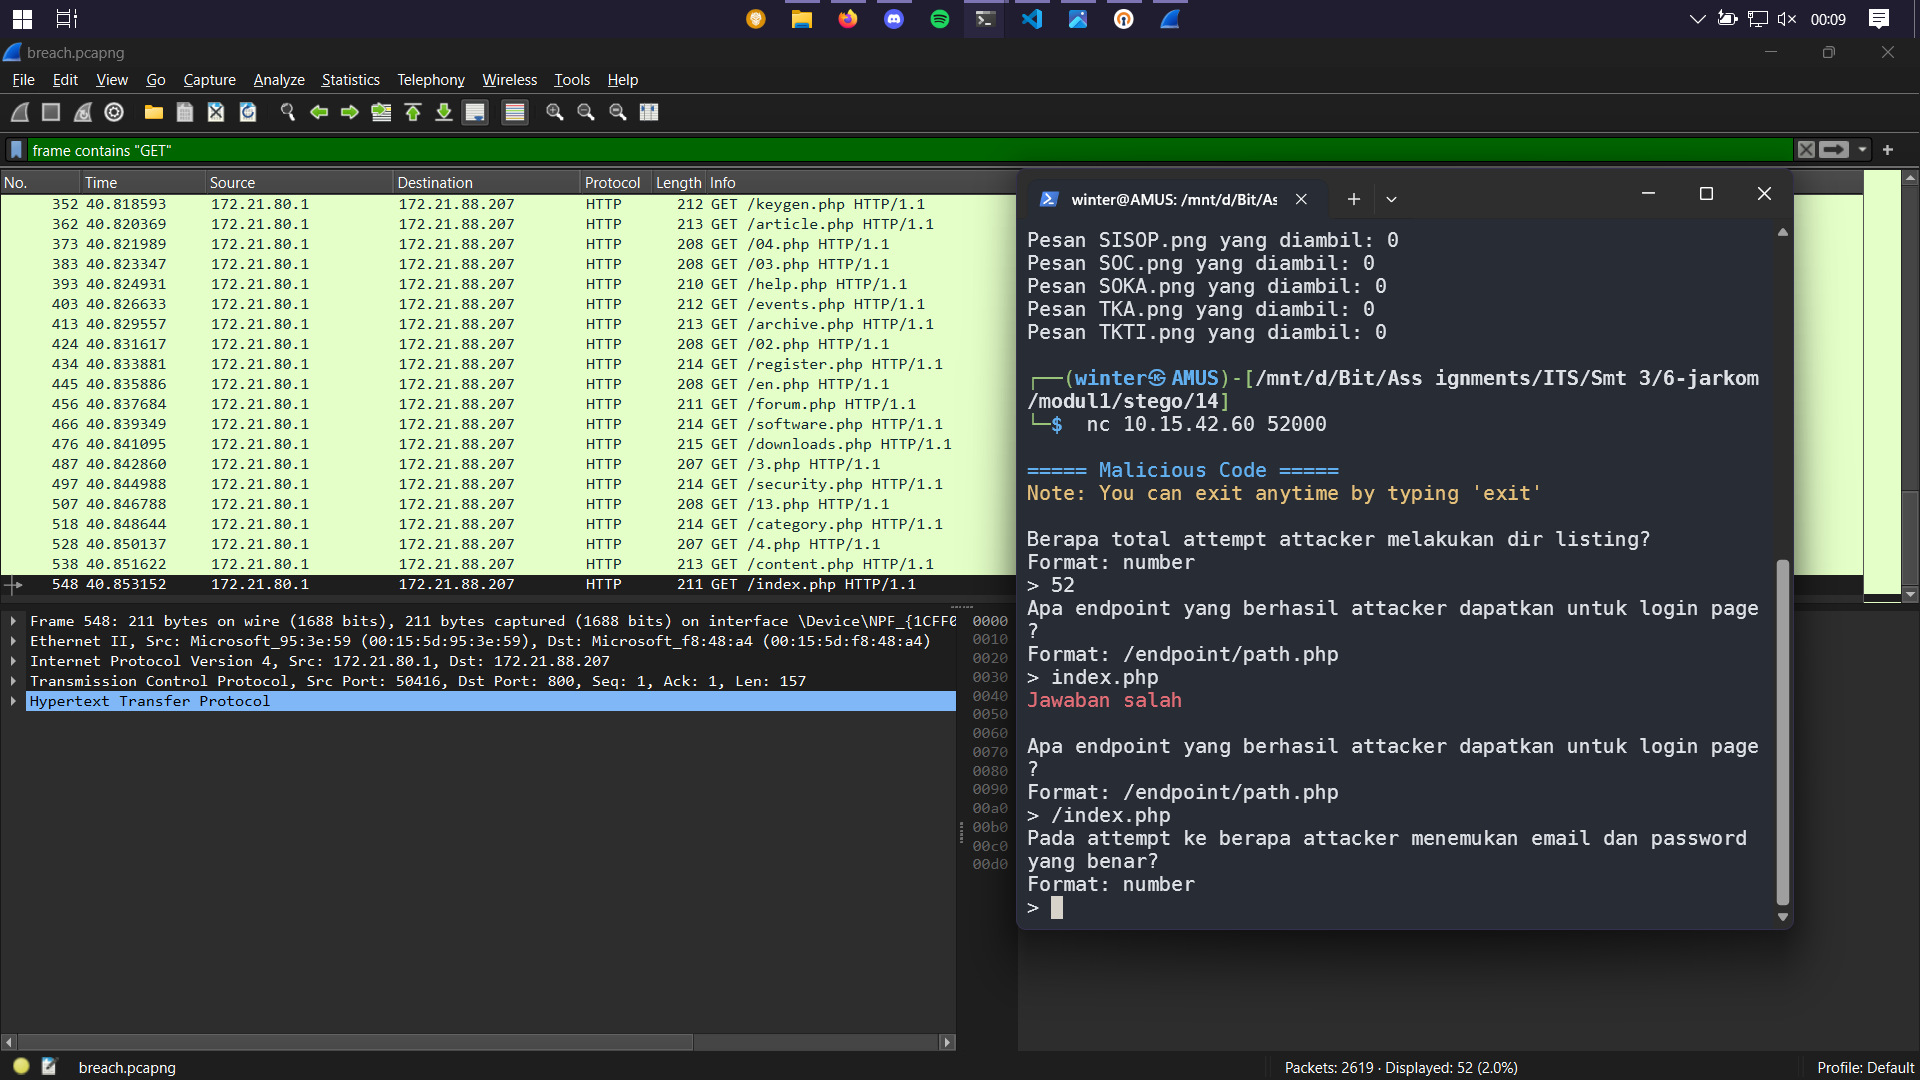 00:09
breach.pcapng
File Edit View Go Capture Analyze Statistics Telephony Wireless Tools Help
frame contains "GET"
No. Time Source Destination Protocol Length Info
352 40.818593 172.21.80.1 172.21.88.207 HTTP 212 GET /keygen.php HTTP/1.1
362 40.820369 172.21.80.1 172.21.88.207 HTTP 213 GET /article.php HTTP/1.1
373 40.821989 172.21.80.1 172.21.88.207 HTTP 208 GET /04.php HTTP/1.1
383 40.823347 172.21.80.1 172.21.88.207 HTTP 208 GET /03.php HTTP/1.1
393 40.824931 172.21.80.1 172.21.88.207 HTTP 210 GET /help.php HTTP/1.1
403 40.826633 172.21.80.1 172.21.88.207 HTTP 212 GET /events.php HTTP/1.1
413 40.829557 172.21.80.1 172.21.88.207 HTTP 213 GET /archive.php HTTP/1.1
424 40.831617 172.21.80.1 172.21.88.207 HTTP 208 GET /02.php HTTP/1.1
434 40.833881 172.21.80.1 172.21.88.207 HTTP 214 GET /register.php HTTP/1.1
445 40.835886 172.21.80.1 172.21.88.207 HTTP 208 GET /en.php HTTP/1.1
456 40.837684 172.21.80.1 172.21.88.207 HTTP 211 GET /forum.php HTTP/1.1
466 40.839349 172.21.80.1 172.21.88.207 HTTP 214 GET /software.php HTTP/1.1
476 40.841095 172.21.80.1 172.21.88.207 HTTP 215 GET /downloads.php HTTP/1.1
487 40.842860 172.21.80.1 172.21.88.207 HTTP 207 GET /3.php HTTP/1.1
497 40.844988 172.21.80.1 172.21.88.207 HTTP 214 GET /security.php HTTP/1.1
507 40.846788 172.21.80.1 172.21.88.207 HTTP 208 GET /13.php HTTP/1.1
518 40.848644 172.21.80.1 172.21.88.207 HTTP 214 GET /category.php HTTP/1.1
528 40.850137 172.21.80.1 172.21.88.207 HTTP 207 GET /4.php HTTP/1.1
538 40.851622 172.21.80.1 172.21.88.207 HTTP 213 GET /content.php HTTP/1.1
548 40.853152 172.21.80.1 172.21.88.207 HTTP 211 GET /index.php HTTP/1.1
Frame 548: 211 bytes on wire (1688 bits), 211 bytes captured (1688 bits) on interface \Device\NPF_{1CFF0
Ethernet II, Src: Microsoft_95:3e:59 (00:15:5d:95:3e:59), Dst: Microsoft_f8:48:a4 (00:15:5d:f8:48:a4)
Internet Protocol Version 4, Src: 172.21.80.1, Dst: 172.21.88.207
Transmission Control Protocol, Src Port: 50416, Dst Port: 800, Seq: 1, Ack: 1, Len: 157
Hypertext Transfer Protocol
0000
0010
0020
0030
0040
0050
0060
0070
0080
0090
00a0
00b0
00c0
00d0
winter@AMUS: /mnt/d/Bit/As
Pesan SISOP.png yang diambil: 0
Pesan SOC.png yang diambil: 0
Pesan SOKA.png yang diambil: 0
Pesan TKA.png yang diambil: 0
Pesan TKTI.png yang diambil: 0
┌──(winter㉿AMUS)-[/mnt/d/Bit/Ass ignments/ITS/Smt 3/6-jarkom
/modul1/stego/14]
└─$ nc 10.15.42.60 52000
===== Malicious Code =====
Note: You can exit anytime by typing 'exit'
Berapa total attempt attacker melakukan dir listing?
Format: number
> 52
Apa endpoint yang berhasil attacker dapatkan untuk login page
?
Format: /endpoint/path.php
> index.php
Jawaban salah
Apa endpoint yang berhasil attacker dapatkan untuk login page
?
Format: /endpoint/path.php
> /index.php
Pada attempt ke berapa attacker menemukan email dan password
yang benar?
Format: number
>
breach.pcapng
Packets: 2619 · Displayed: 52 (2.0%)
Profile: Default